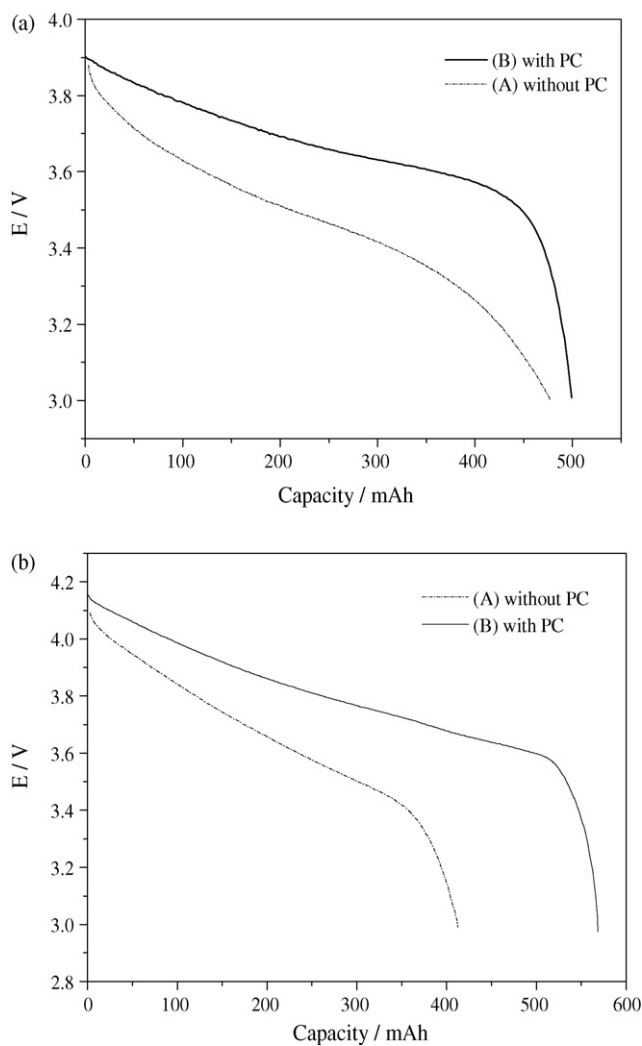 (a)
4.0
(B) with PC
(A) without PC
3.8
3.6
E / V
3.4
3.2
3.0
0 100 200 300 400 500
Capacity / mAh
(b)
4.2
(A) without PC
(B) with PC
4.0
3.8
3.6
E / V
3.4
3.2
3.0
2.8
0 100 200 300 400 500 600
Capacity / mAh